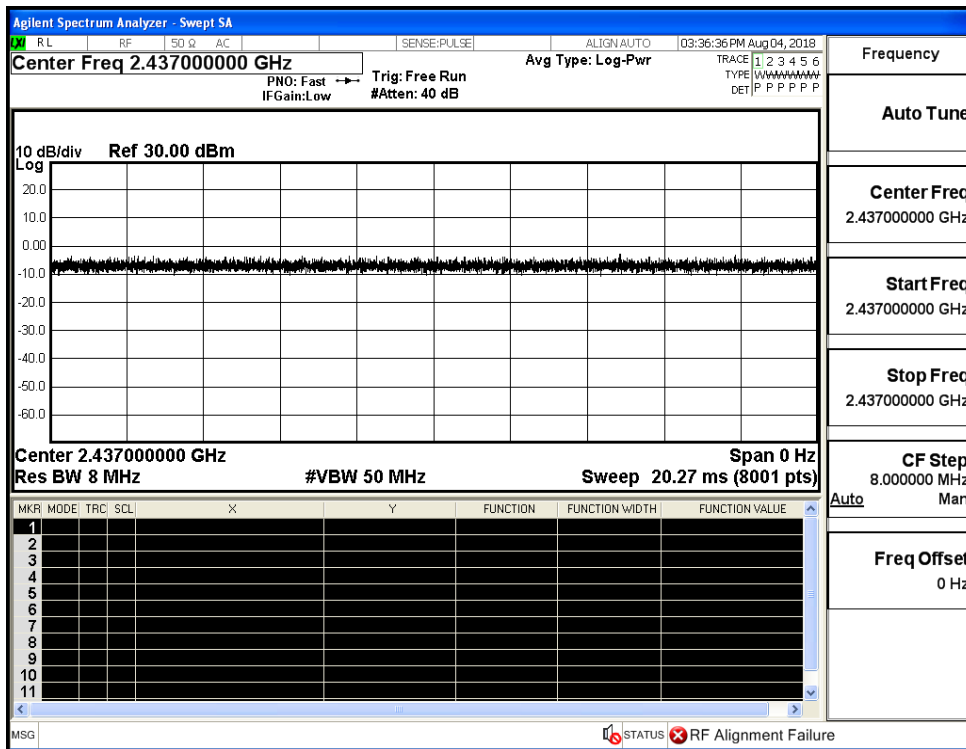 Agilent Spectrum Analyzer - Swept SA
LXI RL RF 50 Ω AC SENSE:PULSE ALIGN AUTO 03:36:36 PM Aug 04, 2018
Center Freq 2.437000000 GHz
PNO: Fast
IFGain:Low
Trig: Free Run
#Atten: 40 dB
Avg Type: Log-Pwr
TRACE 1 2 3 4 5 6
TYPE WWWWWW
DET P P P P P P
10 dB/div Ref 30.00 dBm
Log
20.0
10.0
0.00
-10.0
-20.0
-30.0
-40.0
-50.0
-60.0
Center 2.437000000 GHz Span 0 Hz
Res BW 8 MHz #VBW 50 MHz Sweep 20.27 ms (8001 pts)
MKR MODE TRC SCL X Y FUNCTION FUNCTION WIDTH FUNCTION VALUE
1
2
3
4
5
6
7
8
9
10
11
MSG STATUS RF Alignment Failure
Frequency
Auto Tune
Center Freq
2.437000000 GHz
Start Freq
2.437000000 GHz
Stop Freq
2.437000000 GHz
CF Step
8.000000 MHz
Auto Man
Freq Offset
0 Hz